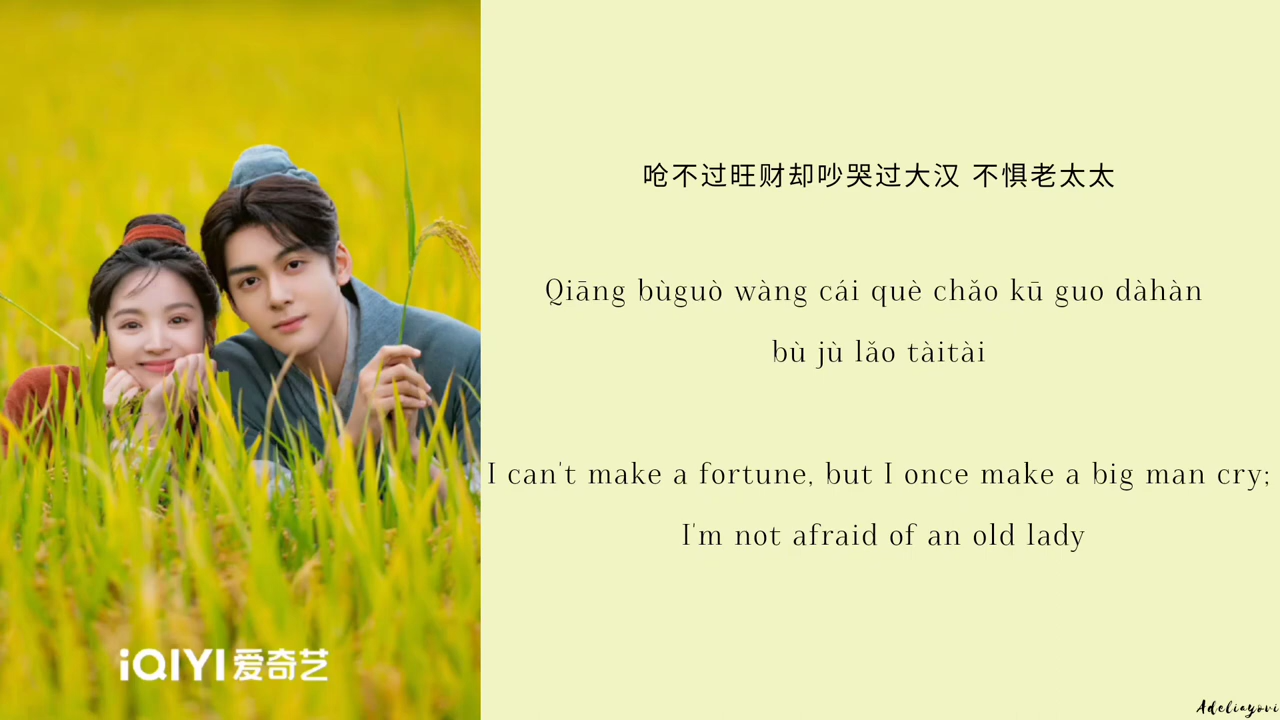 呛不过旺财却吵哭过大汉 不惧老太太
Qiāng bùguò wàng cái què chǎo kū guo dàhàn
bù jù lǎo tàitài
I can't make a fortune, but I once make a big man cry;
I'm not afraid of an old lady
iQIYI 爱奇艺
Adeliayovi